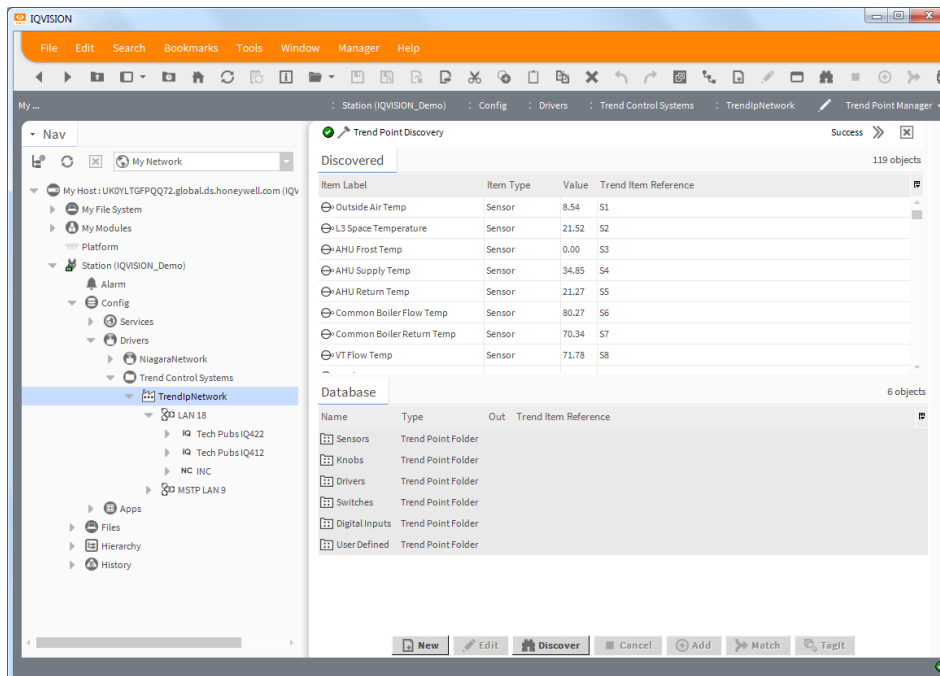 IQVISION
File Edit Search Bookmarks Tools Window Manager Help
My ... : Station (IQVISION_Demo) : Config : Drivers : Trend Control Systems : TrendIpNetwork Trend Point Manager
Nav
My Network
My Host : UK0YLTGFPQQ72.global.ds.honeywell.com (IQV
My File System
My Modules
Platform
Station (IQVISION_Demo)
Alarm
Config
Services
Drivers
NiagaraNetwork
Trend Control Systems
TrendIpNetwork
LAN 18
IQ Tech Pubs IQ422
IQ Tech Pubs IQ412
NC INC
MSTP LAN 9
Apps
Files
Hierarchy
History
Trend Point Discovery Success
Discovered 119 objects
Item Label Item Type Value Trend Item Reference
Outside Air Temp Sensor 8.54 S1
L3 Space Temperature Sensor 21.52 S2
AHU Frost Temp Sensor 0.00 S3
AHU Supply Temp Sensor 34.85 S4
AHU Return Temp Sensor 21.27 S5
Common Boiler Flow Temp Sensor 80.27 S6
Common Boiler Return Temp Sensor 70.34 S7
VT Flow Temp Sensor 71.78 S8
Database 6 objects
Name Type Out Trend Item Reference
Sensors Trend Point Folder
Knobs Trend Point Folder
Drivers Trend Point Folder
Switches Trend Point Folder
Digital Inputs Trend Point Folder
User Defined Trend Point Folder
New Edit Discover Cancel Add Match TagIt